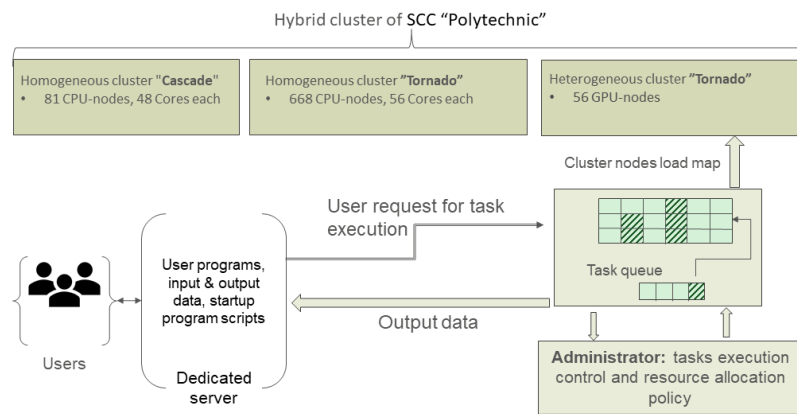 Hybrid cluster of SCC “Polytechnic”
Homogeneous cluster "Cascade"
• 81 CPU-nodes, 48 Cores each
Homogeneous cluster ”Tornado”
• 668 CPU-nodes, 56 Cores each
Heterogeneous cluster ”Tornado”
• 56 GPU-nodes
Cluster nodes load map
User request for task
execution
User programs,
input & output
data, startup
program scripts
Task queue
Output data
Users
Dedicated
server
Administrator: tasks execution
control and resource allocation
policy